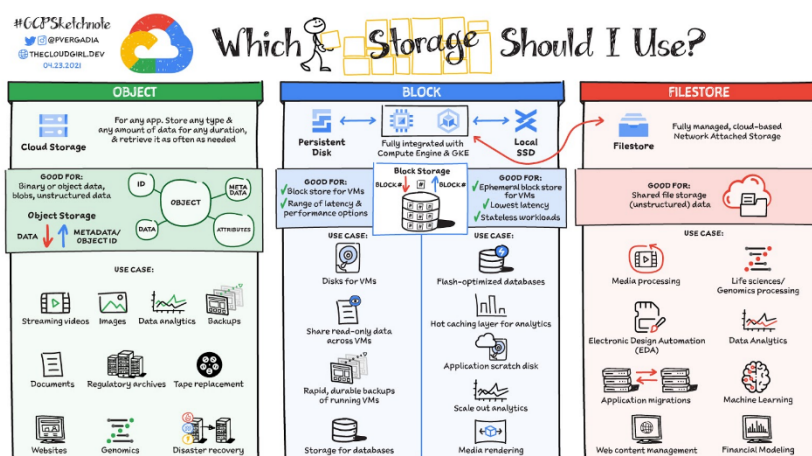 #GCPSketchnote
@PVERGADIA
THECLOUDGIRL.DEV
04.23.2021
Which Storage Should I Use?
OBJECT
Cloud Storage
For any app. Store any type &
any amount of data for any duration,
& retrieve it as often as needed
GOOD FOR:
Binary or object data,
blobs, unstructured data
Object Storage
DATA
METADATA/
OBJECT ID
ID
META
DATA
OBJECT
DATA
ATTRIBUTES
USE CASE:
Streaming videos
Images
Data analytics
Backups
Documents
Regulatory archives
Tape replacement
Websites
Genomics
Disaster recovery
BLOCK
Persistent
Disk
Fully integrated with
Compute Engine & GKE
Local
SSD
GOOD FOR:
Block store for VMs
Range of latency &
performance options
Block Storage
BLOCK#
#
BLOCK#
# # #
# # #
# # #
GOOD FOR:
Ephemeral block store
for VMs
Lowest latency
Stateless workloads
USE CASE:
Disks for VMs
Share read-only data
across VMs
Rapid, durable backups
of running VMs
Storage for databases
USE CASE:
Flash-optimized databases
Hot caching layer for analytics
Application scratch disk
Scale out analytics
Media rendering
FILESTORE
Filestore
Fully managed, cloud-based
Network Attached Storage
GOOD FOR:
Shared file storage
(unstructured) data
USE CASE:
Media processing
Life sciences/
Genomics processing
Electronic Design Automation
(EDA)
Data Analytics
Application migrations
Machine Learning
Web content management
Financial Modeling